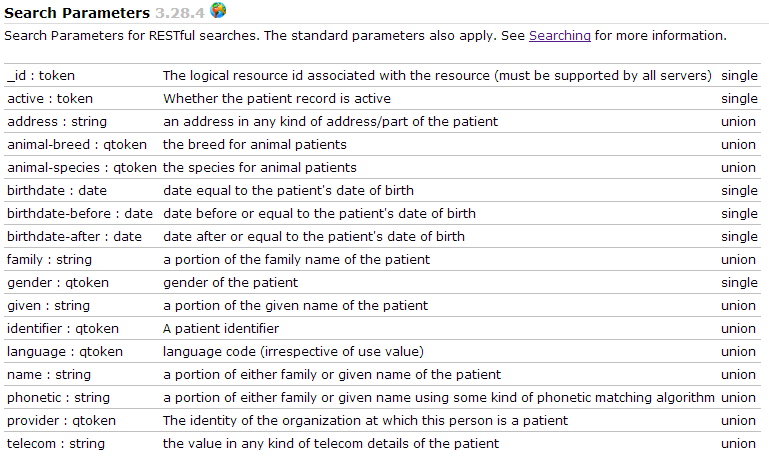 Search Parameters 3.28.4
Search Parameters for RESTful searches. The standard parameters also apply. See Searching for more information.
_id : token The logical resource id associated with the resource (must be supported by all servers) single
active : token Whether the patient record is active single
address : string an address in any kind of address/part of the patient union
animal-breed : qtoken the breed for animal patients union
animal-species : qtoken the species for animal patients union
birthdate : date date equal to the patient's date of birth single
birthdate-before : date date before or equal to the patient's date of birth single
birthdate-after : date date after or equal to the patient's date of birth single
family : string a portion of the family name of the patient union
gender : qtoken gender of the patient single
given : string a portion of the given name of the patient union
identifier : qtoken A patient identifier union
language : qtoken language code (irrespective of use value) union
name : string a portion of either family or given name of the patient union
phonetic : string a portion of either family or given name using some kind of phonetic matching algorithm union
provider : qtoken The identity of the organization at which this person is a patient union
telecom : string the value in any kind of telecom details of the patient union